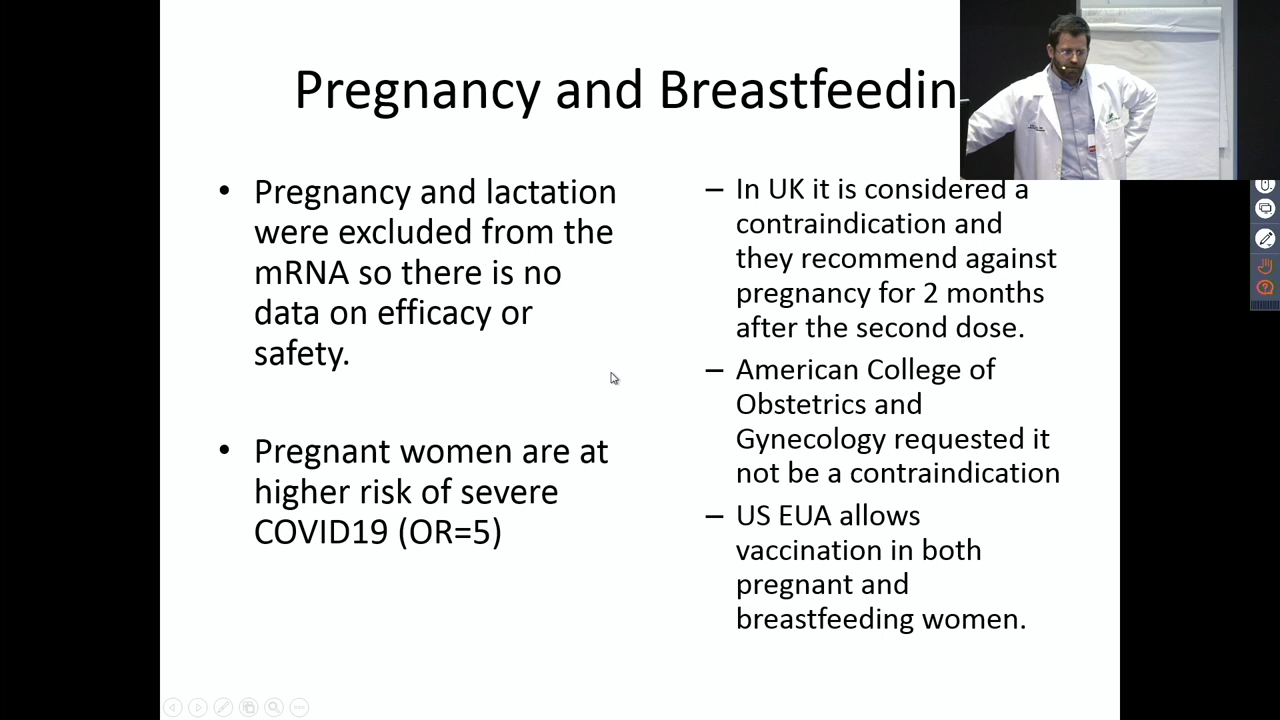 Pregnancy and Breastfeedin
• Pregnancy and lactation
were excluded from the
mRNA so there is no
data on efficacy or
safety.
• Pregnant women are at
higher risk of severe
COVID19 (OR=5)
– In UK it is considered a
contraindication and
they recommend against
pregnancy for 2 months
after the second dose.
– American College of
Obstetrics and
Gynecology requested it
not be a contraindication
– US EUA allows
vaccination in both
pregnant and
breastfeeding women.